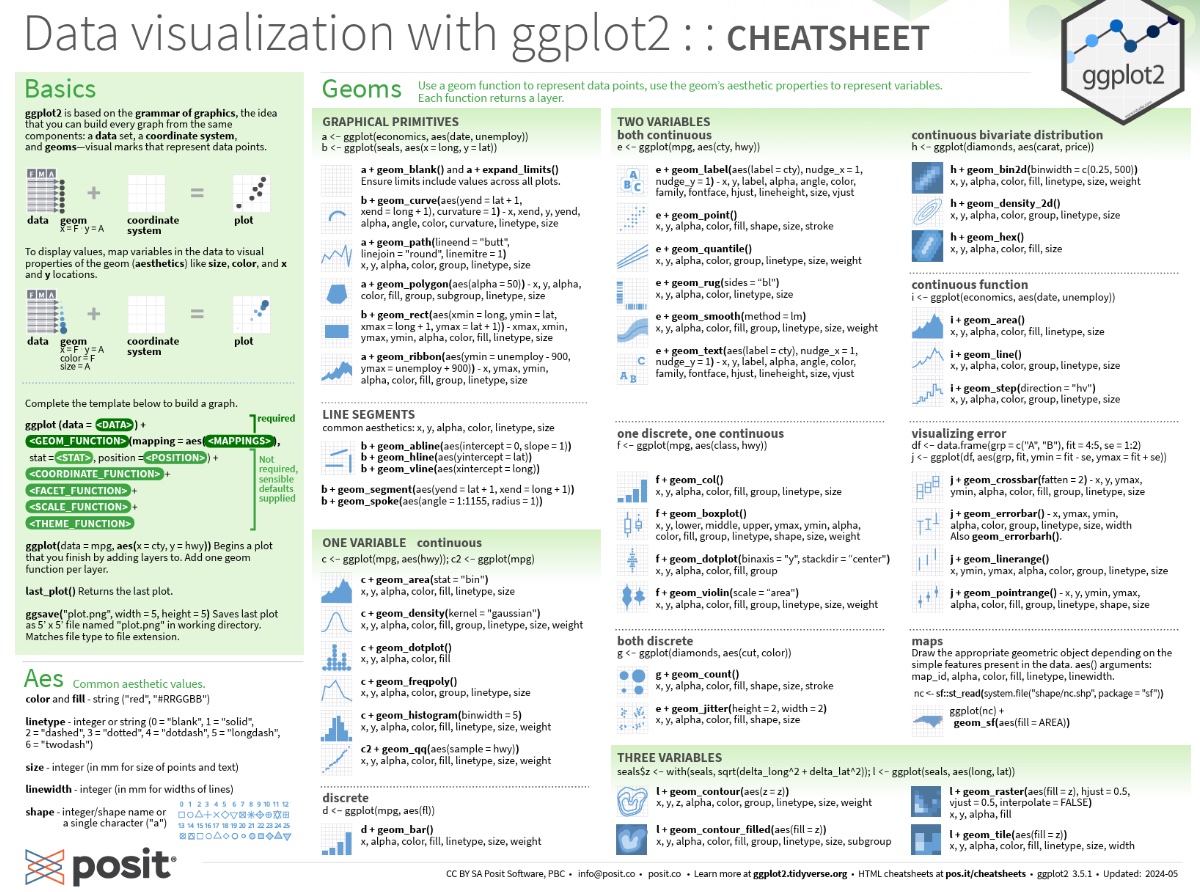 Data visualization with ggplot2 : : CHEATSHEET
ggplot2
Basics
ggplot2 is based on the grammar of graphics, the idea
that you can build every graph from the same
components: a data set, a coordinate system,
and geoms—visual marks that represent data points.
F M A
+
=
data geom coordinate plot
x = F y = A system
To display values, map variables in the data to visual
properties of the geom (aesthetics) like size, color, and x
and y locations.
F M A
+
=
data geom coordinate plot
x = F y = A system
color = F
size = A
Complete the template below to build a graph.
required
ggplot (data = <DATA>) +
<GEOM_FUNCTION>(mapping = aes(<MAPPINGS>),
stat = <STAT>, position = <POSITION>) +
<COORDINATE_FUNCTION> +
<FACET_FUNCTION> +
<SCALE_FUNCTION> +
<THEME_FUNCTION>
Not
required,
sensible
defaults
supplied
ggplot(data = mpg, aes(x = cty, y = hwy)) Begins a plot
that you finish by adding layers to. Add one geom
function per layer.
last_plot() Returns the last plot.
ggsave("plot.png", width = 5, height = 5) Saves last plot
as 5' x 5' file named "plot.png" in working directory.
Matches file type to file extension.
Aes Common aesthetic values.
color and fill - string ("red", "#RRGGBB")
linetype - integer or string (0 = "blank", 1 = "solid",
2 = "dashed", 3 = "dotted", 4 = "dotdash", 5 = "longdash",
6 = "twodash")
size - integer (in mm for size of points and text)
linewidth - integer (in mm for widths of lines)
shape - integer/shape name or
a single character ("a")
0 1 2 3 4 5 6 7 8 9 10 11 12
13 14 15 16 17 18 19 20 21 22 23 24 25
Geoms
Use a geom function to represent data points, use the geom's aesthetic properties to represent variables.
Each function returns a layer.
GRAPHICAL PRIMITIVES
a <- ggplot(economics, aes(date, unemploy))
b <- ggplot(seals, aes(x = long, y = lat))
a + geom_blank() and a + expand_limits()
Ensure limits include values across all plots.
b + geom_curve(aes(yend = lat + 1,
xend = long + 1), curvature = 1) - x, xend, y, yend,
alpha, angle, color, curvature, linetype, size
a + geom_path(lineend = "butt",
linejoin = "round", linemitre = 1)
x, y, alpha, color, group, linetype, size
a + geom_polygon(aes(alpha = 50)) - x, y, alpha,
color, fill, group, subgroup, linetype, size
b + geom_rect(aes(xmin = long, ymin = lat,
xmax = long + 1, ymax = lat + 1)) - xmax, xmin,
ymax, ymin, alpha, color, fill, linetype, size
a + geom_ribbon(aes(ymin = unemploy - 900,
ymax = unemploy + 900)) - x, ymax, ymin,
alpha, color, fill, group, linetype, size
LINE SEGMENTS
common aesthetics: x, y, alpha, color, linetype, size
b + geom_abline(aes(intercept = 0, slope = 1))
b + geom_hline(aes(yintercept = lat))
b + geom_vline(aes(xintercept = long))
b + geom_segment(aes(yend = lat + 1, xend = long + 1))
b + geom_spoke(aes(angle = 1:1155, radius = 1))
ONE VARIABLE continuous
c <- ggplot(mpg, aes(hwy)); c2 <- ggplot(mpg)
c + geom_area(stat = "bin")
x, y, alpha, color, fill, linetype, size
c + geom_density(kernel = "gaussian")
x, y, alpha, color, fill, group, linetype, size, weight
c + geom_dotplot()
x, y, alpha, color, fill
c + geom_freqpoly()
x, y, alpha, color, group, linetype, size
c + geom_histogram(binwidth = 5)
x, y, alpha, color, fill, linetype, size, weight
c2 + geom_qq(aes(sample = hwy))
x, y, alpha, color, fill, linetype, size, weight
discrete
d <- ggplot(mpg, aes(fl))
d + geom_bar()
x, alpha, color, fill, linetype, size, weight
TWO VARIABLES
both continuous
e <- ggplot(mpg, aes(cty, hwy))
A
B C
e + geom_label(aes(label = cty), nudge_x = 1,
nudge_y = 1) - x, y, label, alpha, angle, color,
family, fontface, hjust, lineheight, size, vjust
e + geom_point()
x, y, alpha, color, fill, shape, size, stroke
e + geom_quantile()
x, y, alpha, color, group, linetype, size, weight
e + geom_rug(sides = "bl")
x, y, alpha, color, linetype, size
e + geom_smooth(method = lm)
x, y, alpha, color, fill, group, linetype, size, weight
C
A B
e + geom_text(aes(label = cty), nudge_x = 1,
nudge_y = 1) - x, y, label, alpha, angle, color,
family, fontface, hjust, lineheight, size, vjust
one discrete, one continuous
f <- ggplot(mpg, aes(class, hwy))
f + geom_col()
x, y, alpha, color, fill, group, linetype, size
f + geom_boxplot()
x, y, lower, middle, upper, ymax, ymin, alpha,
color, fill, group, linetype, shape, size, weight
f + geom_dotplot(binaxis = "y", stackdir = "center")
x, y, alpha, color, fill, group
f + geom_violin(scale = "area")
x, y, alpha, color, fill, group, linetype, size, weight
both discrete
g <- ggplot(diamonds, aes(cut, color))
g + geom_count()
x, y, alpha, color, fill, shape, size, stroke
e + geom_jitter(height = 2, width = 2)
x, y, alpha, color, fill, shape, size
continuous bivariate distribution
h <- ggplot(diamonds, aes(carat, price))
h + geom_bin2d(binwidth = c(0.25, 500))
x, y, alpha, color, fill, linetype, size, weight
h + geom_density_2d()
x, y, alpha, color, group, linetype, size
h + geom_hex()
x, y, alpha, color, fill, size
continuous function
i <- ggplot(economics, aes(date, unemploy))
i + geom_area()
x, y, alpha, color, fill, linetype, size
i + geom_line()
x, y, alpha, color, group, linetype, size
i + geom_step(direction = "hv")
x, y, alpha, color, group, linetype, size
visualizing error
df <- data.frame(grp = c("A", "B"), fit = 4:5, se = 1:2)
j <- ggplot(df, aes(grp, fit, ymin = fit - se, ymax = fit + se))
j + geom_crossbar(fatten = 2) - x, y, ymax,
ymin, alpha, color, fill, group, linetype, size
j + geom_errorbar() - x, ymax, ymin,
alpha, color, group, linetype, size, width
Also geom_errorbarh().
j + geom_linerange()
x, ymin, ymax, alpha, color, group, linetype, size
j + geom_pointrange() - x, y, ymin, ymax,
alpha, color, fill, group, linetype, shape, size
maps
Draw the appropriate geometric object depending on the
simple features present in the data. aes() arguments:
map_id, alpha, color, fill, linetype, linewidth.
nc <- sf::st_read(system.file("shape/nc.shp", package = "sf"))
ggplot(nc) +
geom_sf(aes(fill = AREA))
THREE VARIABLES
seals$z <- with(seals, sqrt(delta_long^2 + delta_lat^2)); l <- ggplot(seals, aes(long, lat))
l + geom_contour(aes(z = z))
x, y, z, alpha, color, group, linetype, size, weight
l + geom_contour_filled(aes(fill = z))
x, y, alpha, color, fill, group, linetype, size, subgroup
l + geom_raster(aes(fill = z), hjust = 0.5,
vjust = 0.5, interpolate = FALSE)
x, y, alpha, fill
l + geom_tile(aes(fill = z))
x, y, alpha, color, fill, linetype, size, width
posit®
CC BY SA Posit Software, PBC • info@posit.co • posit.co • Learn more at ggplot2.tidyverse.org • HTML cheatsheets at pos.it/cheatsheets • ggplot2 3.5.1 • Updated: 2024-05